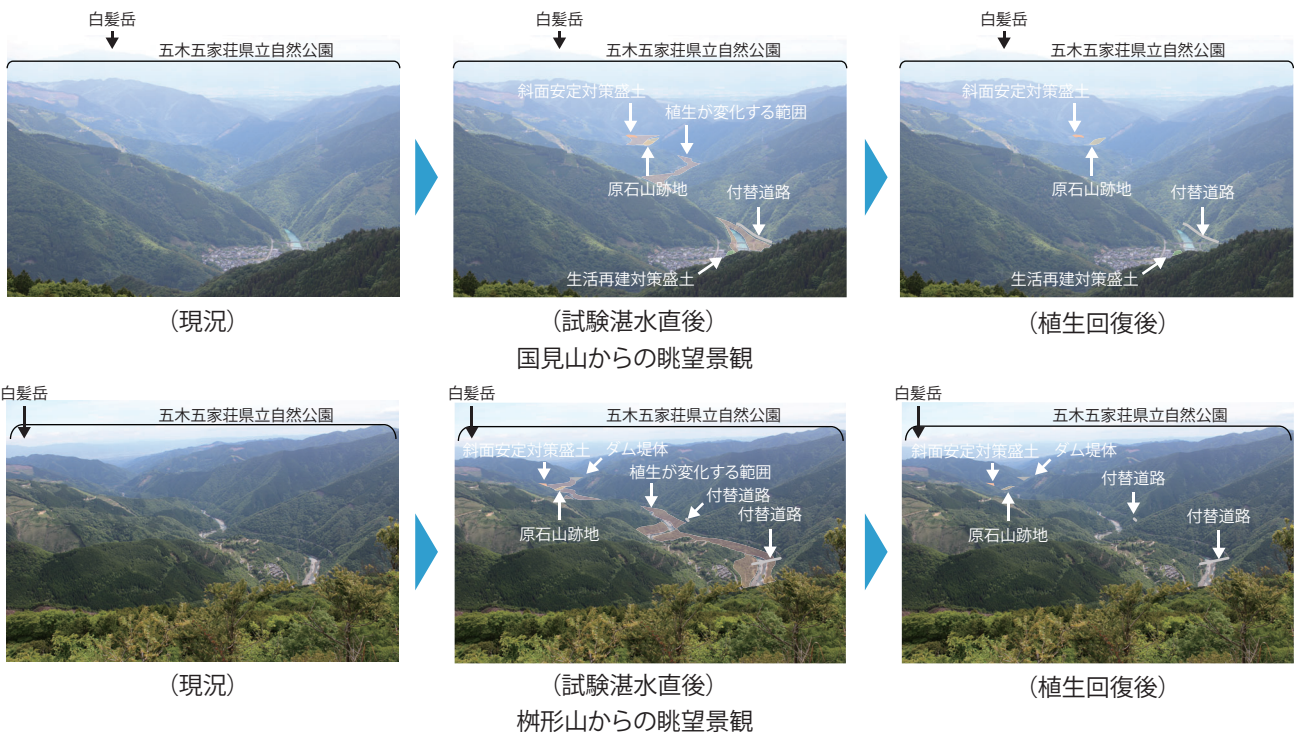 白髪岳
五木五家荘県立自然公園
白髪岳
五木五家荘県立自然公園
斜面安定対策盛土
植生が変化する範囲
原石山跡地
付替道路
生活再建対策盛土
白髪岳
五木五家荘県立自然公園
斜面安定対策盛土
原石山跡地
付替道路
生活再建対策盛土
（現況）
（試験湛水直後）
（植生回復後）
国見山からの眺望景観
白髪岳
五木五家荘県立自然公園
白髪岳
五木五家荘県立自然公園
斜面安定対策盛土
ダム堤体
植生が変化する範囲
付替道路
付替道路
原石山跡地
白髪岳
五木五家荘県立自然公園
斜面安定対策盛土
ダム堤体
付替道路
付替道路
原石山跡地
（現況）
（試験湛水直後）
（植生回復後）
桝形山からの眺望景観